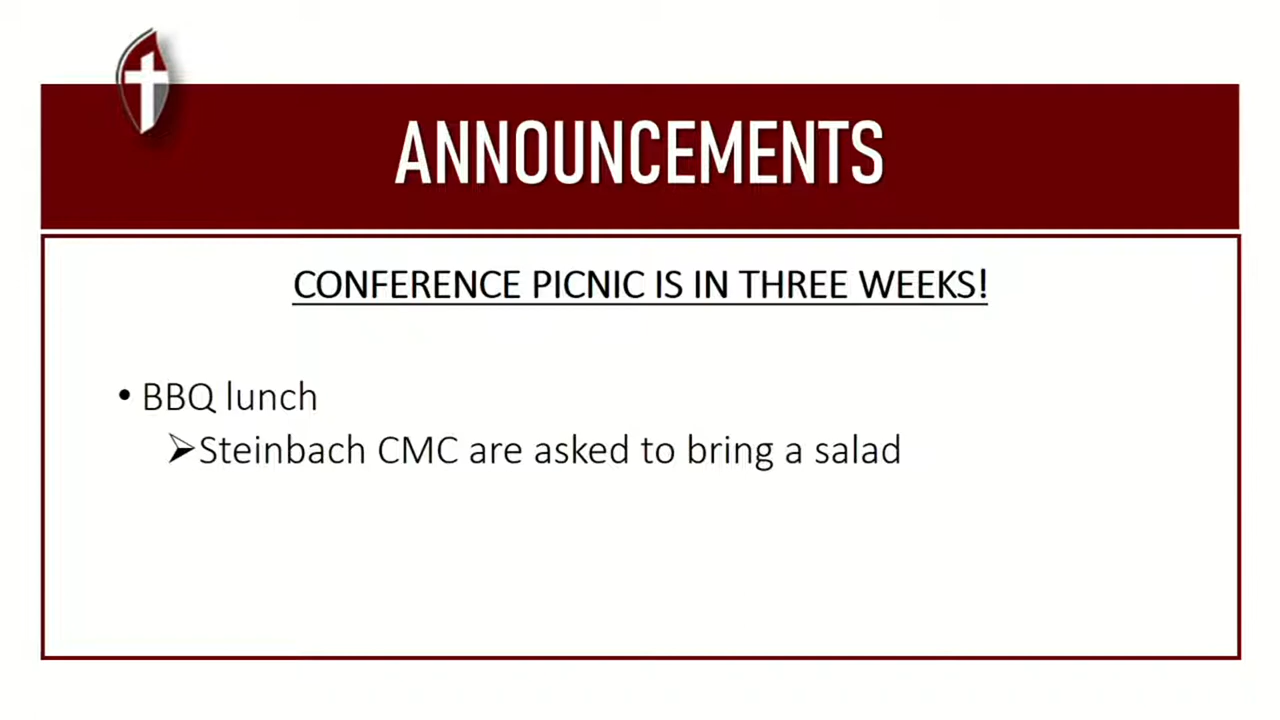 ANNOUNCEMENTS
CONFERENCE PICNIC IS IN THREE WEEKS!
• BBQ lunch
➢Steinbach CMC are asked to bring a salad